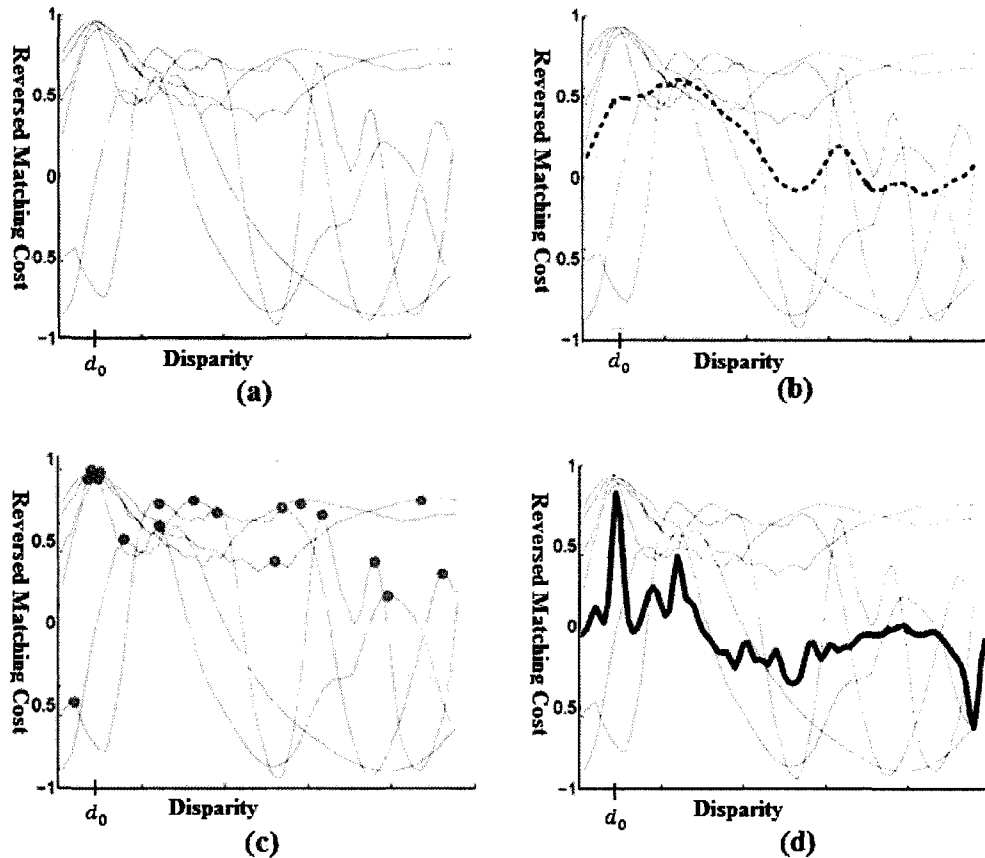 1
0.5
0
0.5
−1
Reversed Matching Cost
d0
Disparity
(a)
1
0.5
0
0.5
−1
Reversed Matching Cost
d0
Disparity
(b)
1
0.5
0
0.5
−1
Reversed Matching Cost
d0
Disparity
(c)
1
0.5
0
0.5
−1
Reversed Matching Cost
d0
Disparity
(d)